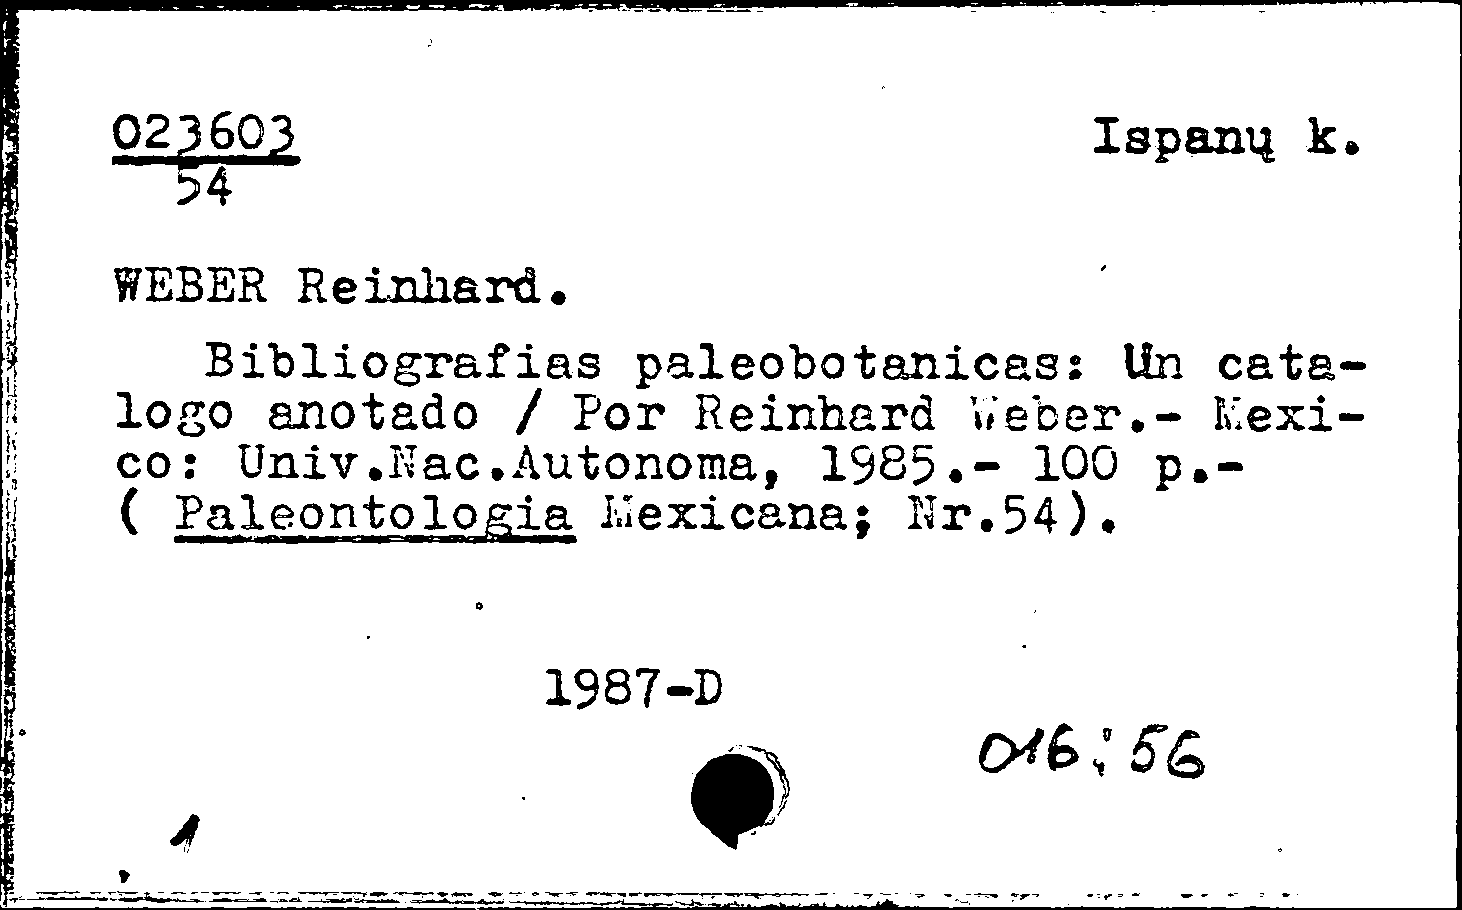 023603 Ispanų k.
54
WEBER Reinhard.
Bibliografias paleobotanicas: Un cata-
logo anotado / Por Reinhard Weber.- Mexi-
co: Univ.Nac.Autonoma, 1985.- 100 p.-
( Paleontologia Mexicana; Nr.54).
1987-D
016:56
1